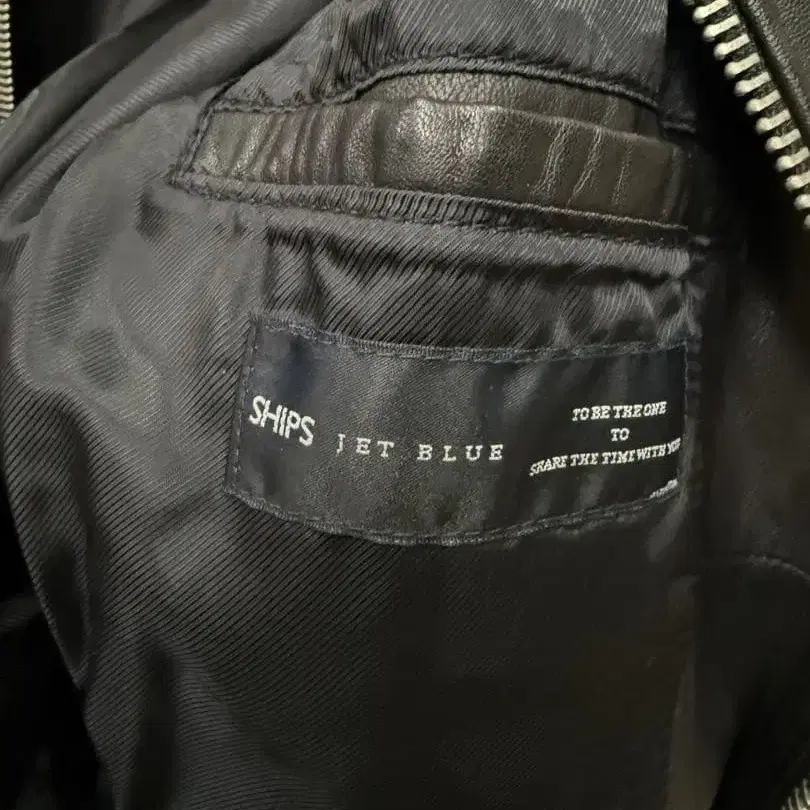 SHIPS JET BLUE
TO BE THE ONE
TO
SHARE THE TIME WITH YOU